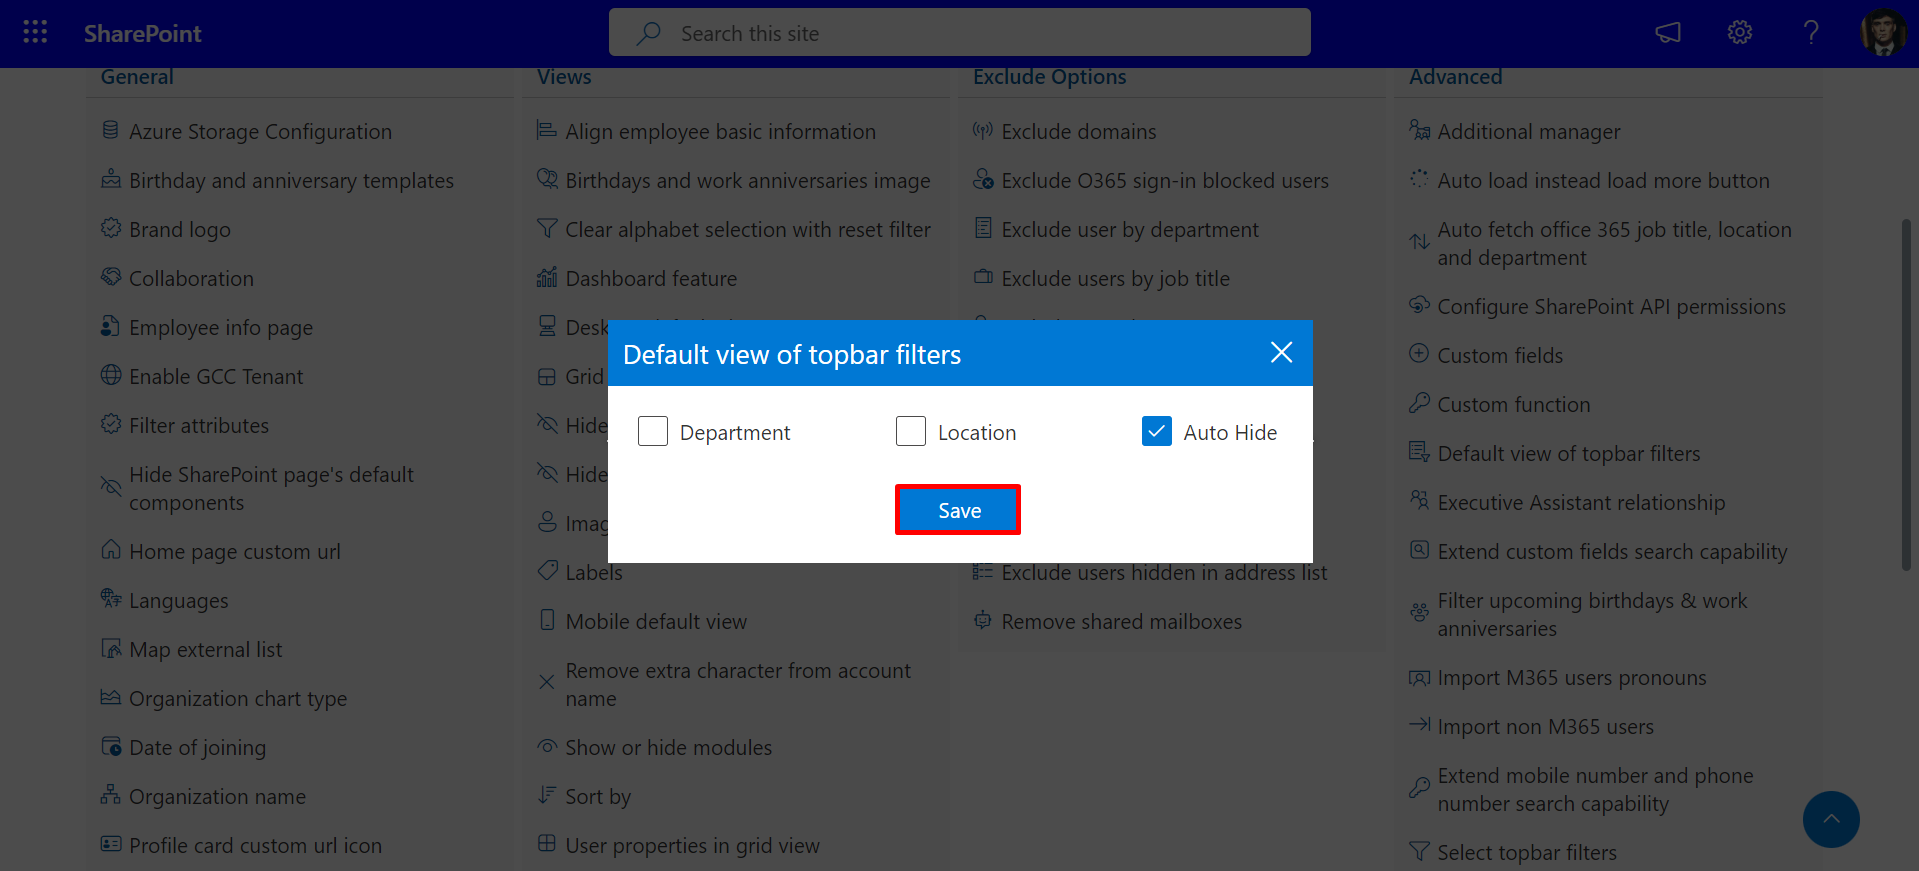 SharePoint
Search this site
General
Azure Storage Configuration
Birthday and anniversary templates
Brand logo
Collaboration
Employee info page
Enable GCC Tenant
Filter attributes
Hide SharePoint page's default
components
Home page custom url
Languages
Map external list
Organization chart type
Date of joining
Organization name
Profile card custom url icon
Views
Align employee basic information
Birthdays and work anniversaries image
Clear alphabet selection with reset filter
Dashboard feature
Grid
Hide
Hide
Labels
Mobile default view
Remove extra character from account
name
Show or hide modules
Sort by
User properties in grid view
Exclude Options
Exclude domains
Exclude O365 sign-in blocked users
Exclude user by department
Exclude users by job title
Exclude users hidden in address list
Remove shared mailboxes
Advanced
Additional manager
Auto load instead load more button
Auto fetch office 365 job title, location
and department
Configure SharePoint API permissions
Custom fields
Custom function
Default view of topbar filters
Executive Assistant relationship
Extend custom fields search capability
Filter upcoming birthdays & work
anniversaries
Import M365 users pronouns
Import non M365 users
Extend mobile number and phone
number search capability
Select topbar filters
Default view of topbar filters
Department
Location
Auto Hide
Save